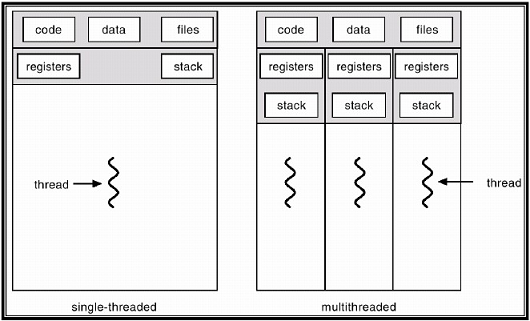 code data files
registers stack
thread
single-threaded
code data files
registers registers registers
stack stack stack
thread
multithreaded